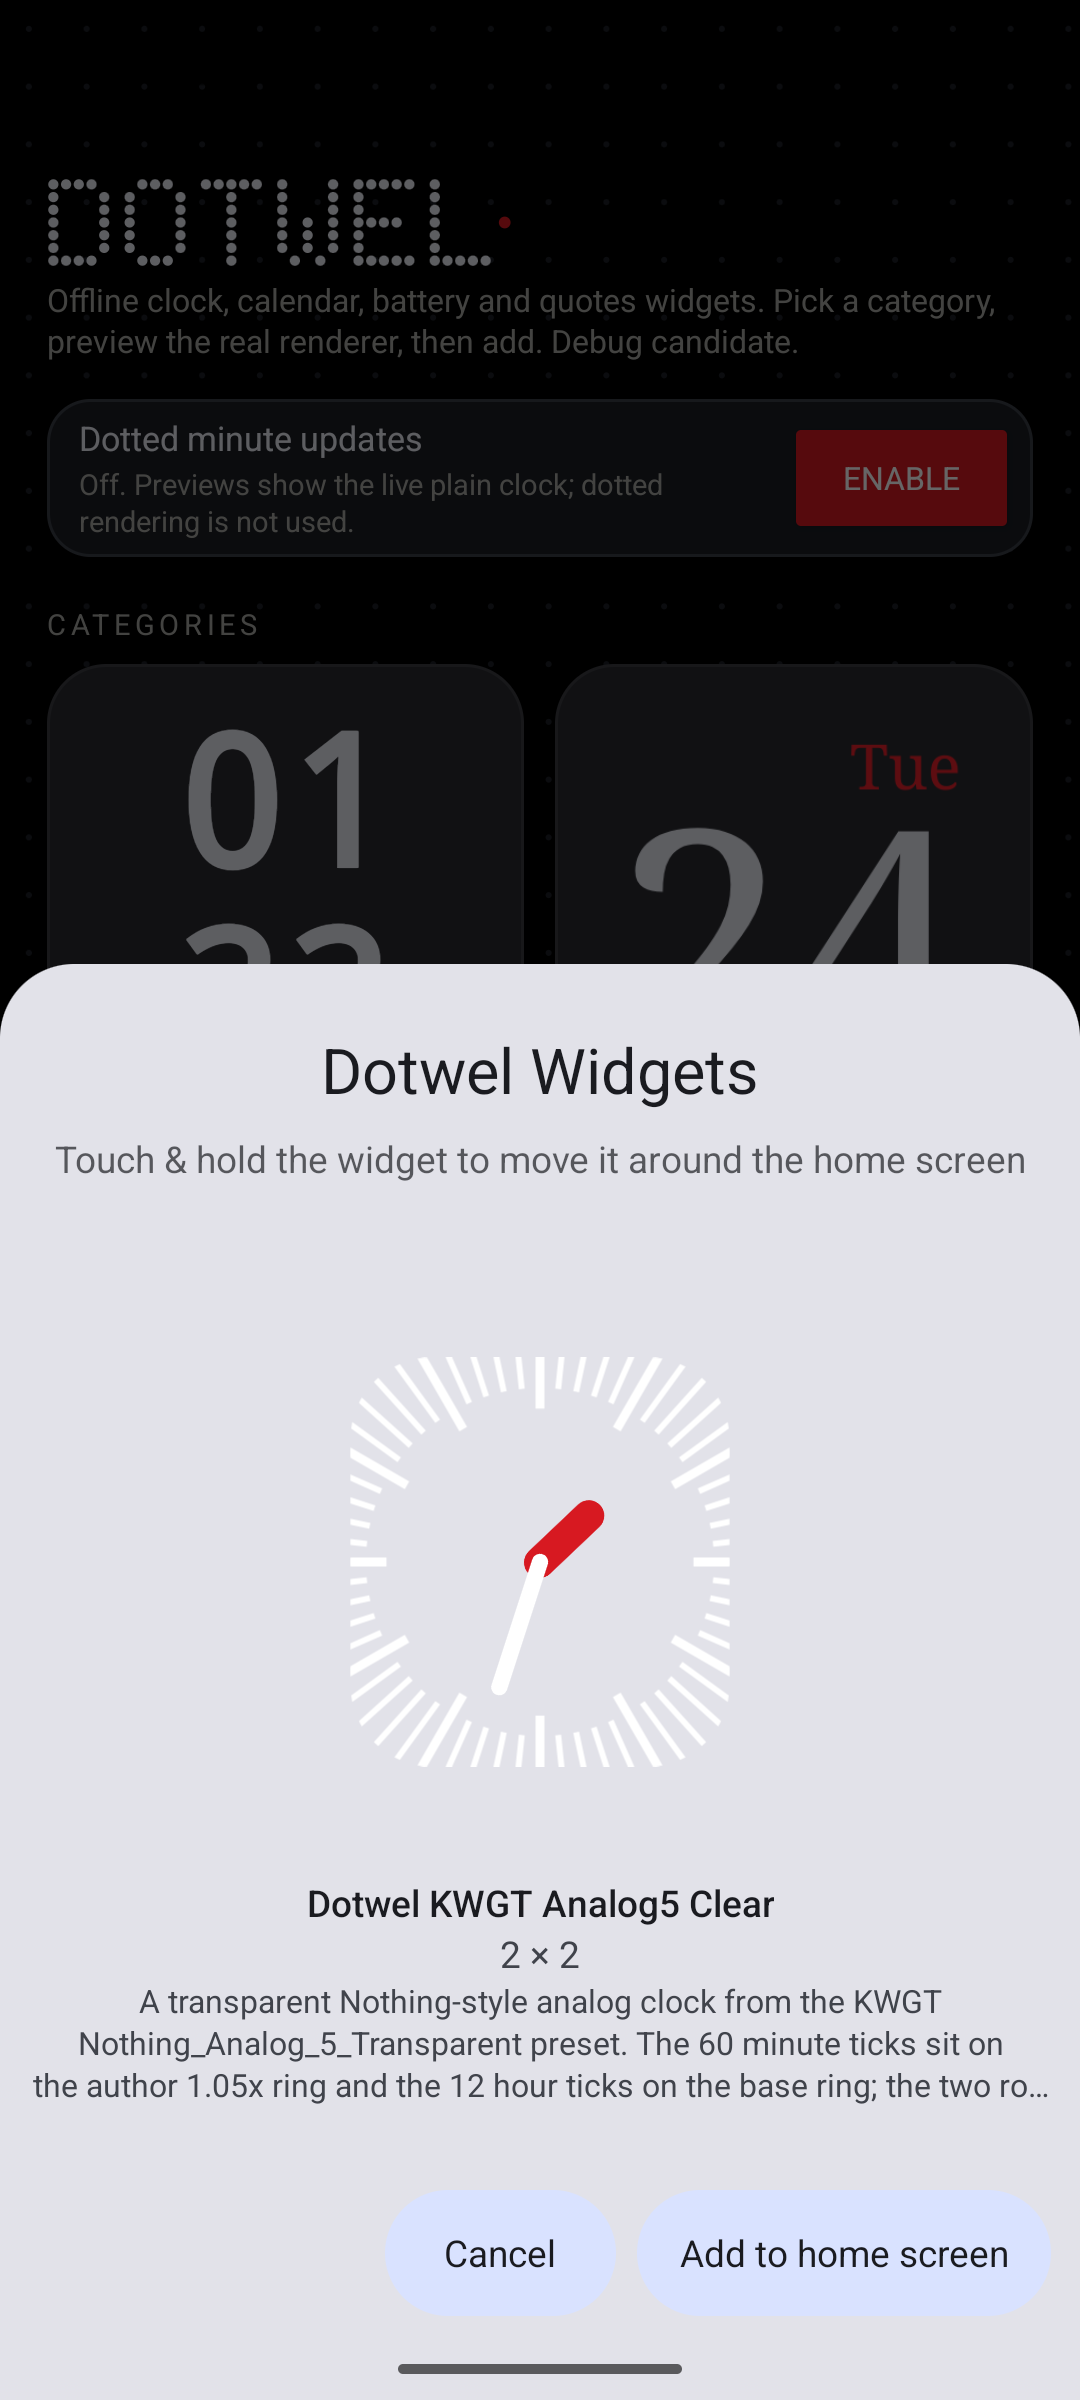 DOTWEL
Offline clock, calendar, battery and quotes widgets. Pick a category,
preview the real renderer, then add. Debug candidate.
Dotted minute updates
Off. Previews show the live plain clock; dotted
rendering is not used.
ENABLE
CATEGORIES
01
Tue
24
Dotwel Widgets
Touch & hold the widget to move it around the home screen
Dotwel KWGT Analog5 Clear
2 × 2
A transparent Nothing-style analog clock from the KWGT
Nothing_Analog_5_Transparent preset. The 60 minute ticks sit on
the author 1.05x ring and the 12 hour ticks on the base ring; the two ro…
Cancel
Add to home screen